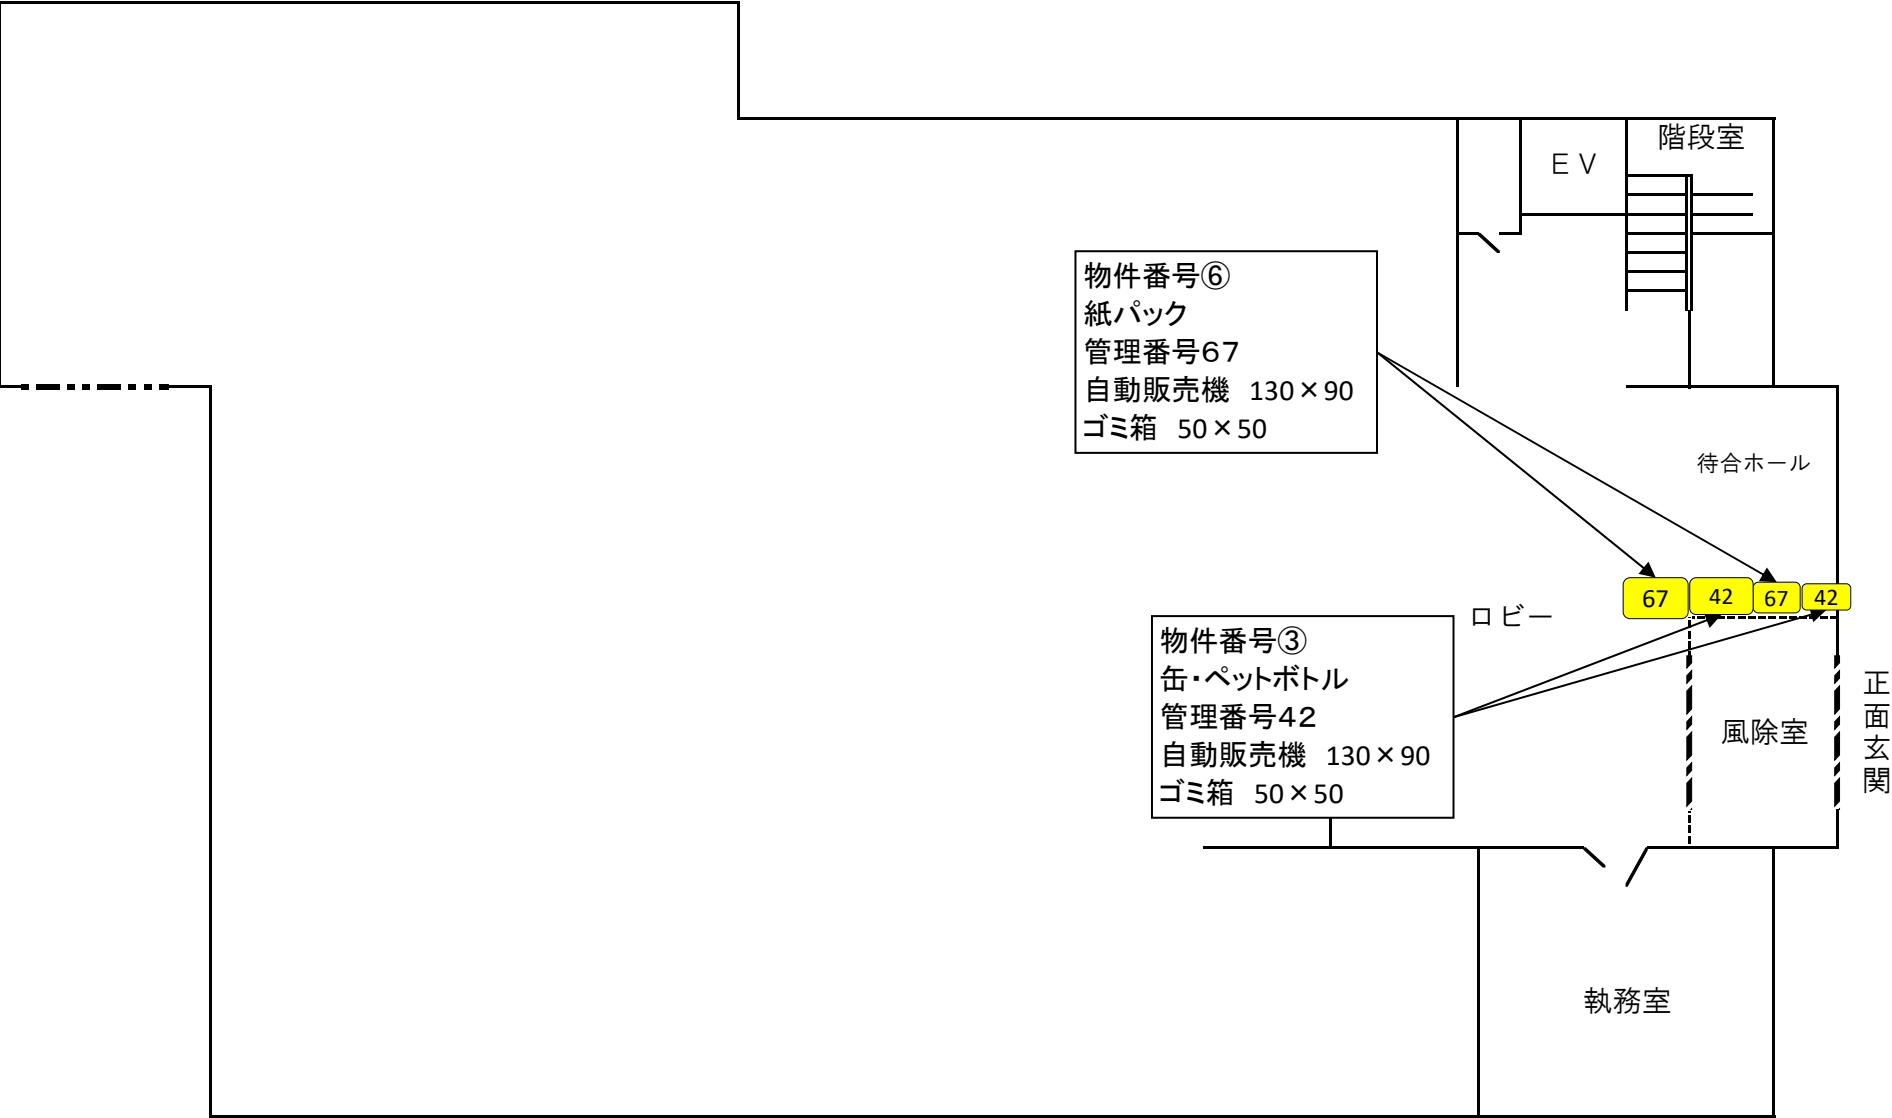 階段室
ＥＶ
物件番号⑥
紙パック
管理番号67
自動販売機　130×90
ゴミ箱　50×50
待合ホール
67
42
67
42
ロビー
物件番号③
缶・ペットボトル
管理番号42
自動販売機　130×90
ゴミ箱　50×50
風除室
正面玄関
執務室